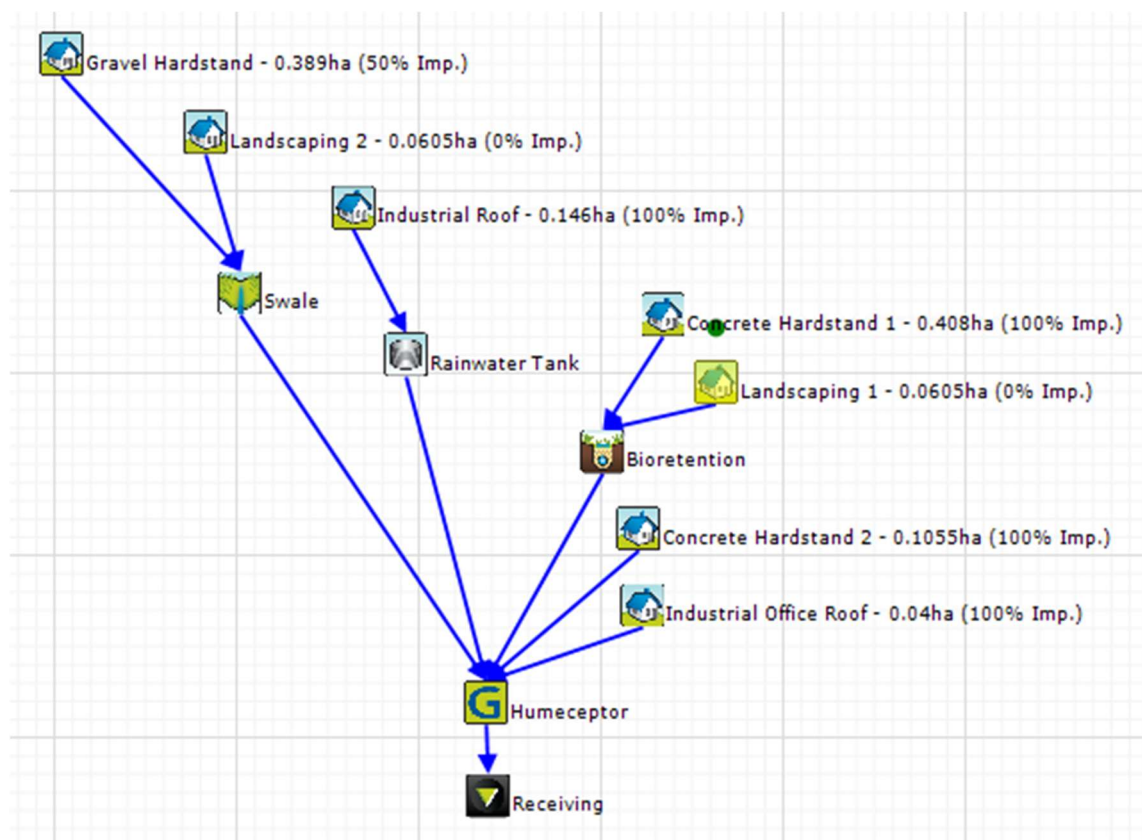 Gravel Hardstand - 0.389ha (50% Imp.)
Landscaping 2 - 0.0605ha (0% Imp.)
Industrial Roof - 0.146ha (100% Imp.)
Swale
Concrete Hardstand 1 - 0.408ha (100% Imp.)
Rainwater Tank
Landscaping 1 - 0.0605ha (0% Imp.)
Bioretention
Concrete Hardstand 2 - 0.1055ha (100% Imp.)
Industrial Office Roof - 0.04ha (100% Imp.)
G
Humeceptor
Receiving